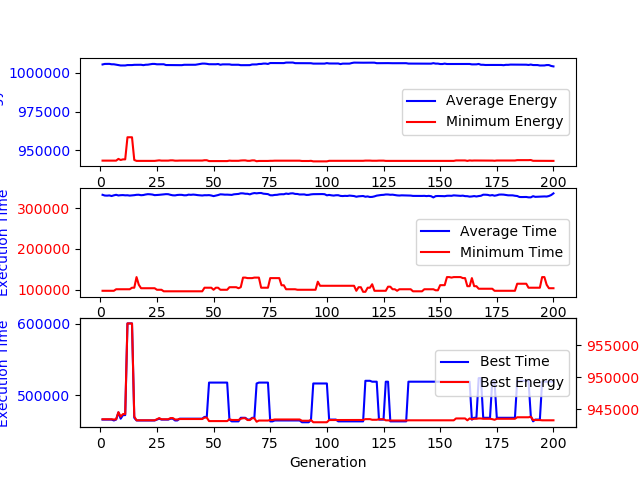 1000000
975000
950000
Average Energy
Minimum Energy
0 25 50 75 100 125 150 175 200
300000
200000
100000
Execution Time
Average Time
Minimum Time
0 25 50 75 100 125 150 175 200
600000
500000
Execution Time
Best Time
Best Energy
955000
950000
945000
0 25 50 75 100 125 150 175 200
Generation